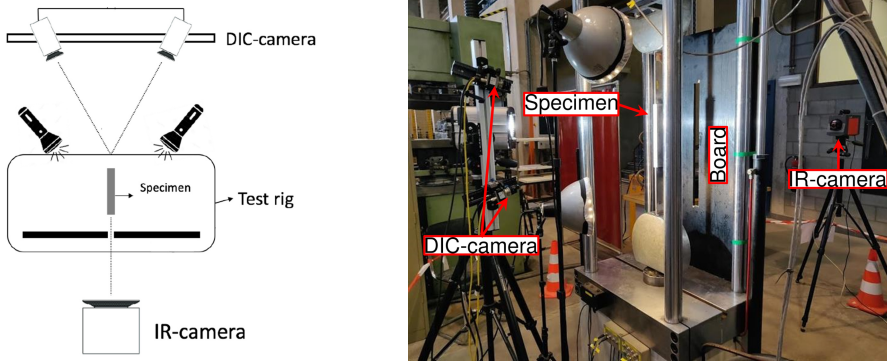 DIC-camera
Specimen
Test rig
IR-camera
Specimen
Board
IR-camera
DIC-camera